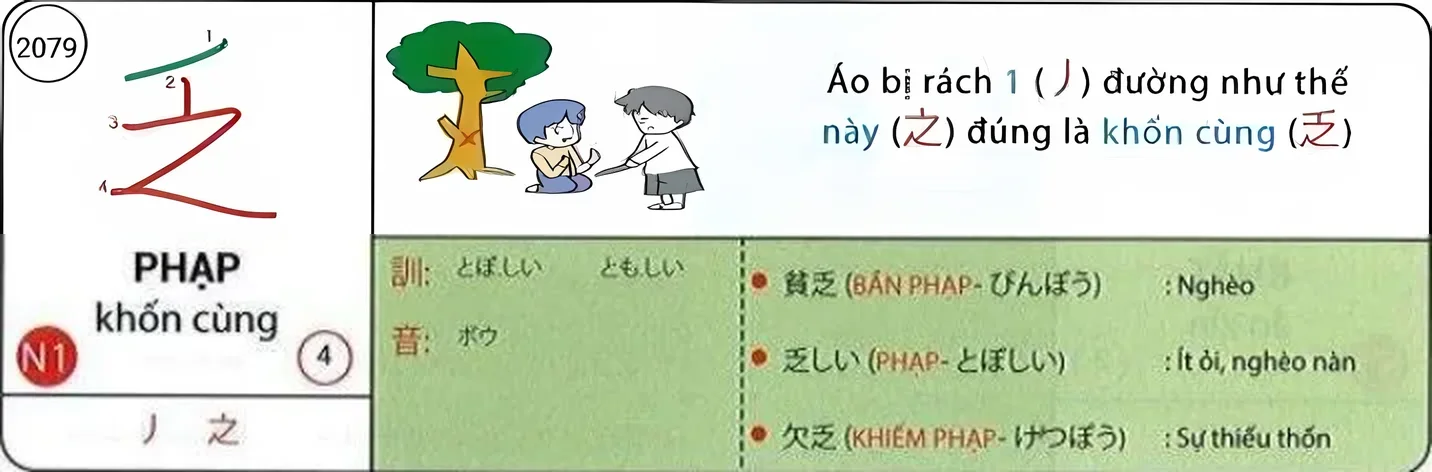 2079
1
2
3
4
乏
PHẠP
khốn cùng
N1
4
丿 之
Áo bị rách 1 (丿) đường như thế
này (之) đúng là khốn cùng (乏)
訓: とぼ.しい とも.しい
音: ボウ
貧乏 (BẦN PHẠP- びんぼう) : Nghèo
乏しい (PHẠP- とぼしい) : Ít ỏi, nghèo nàn
欠乏 (KHIẾM PHẠP- けつぼう) : Sự thiếu thốn